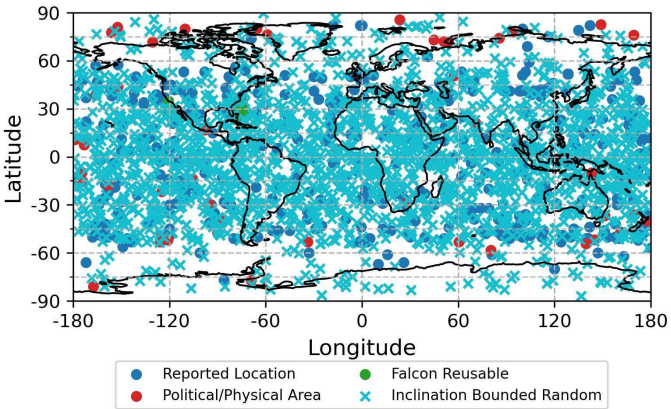 90
60
30
0
-30
-60
-90
Latitude
-180 -120 -60 0 60 120 180
Longitude
Reported Location Falcon Reusable
Political/Physical Area Inclination Bounded Random